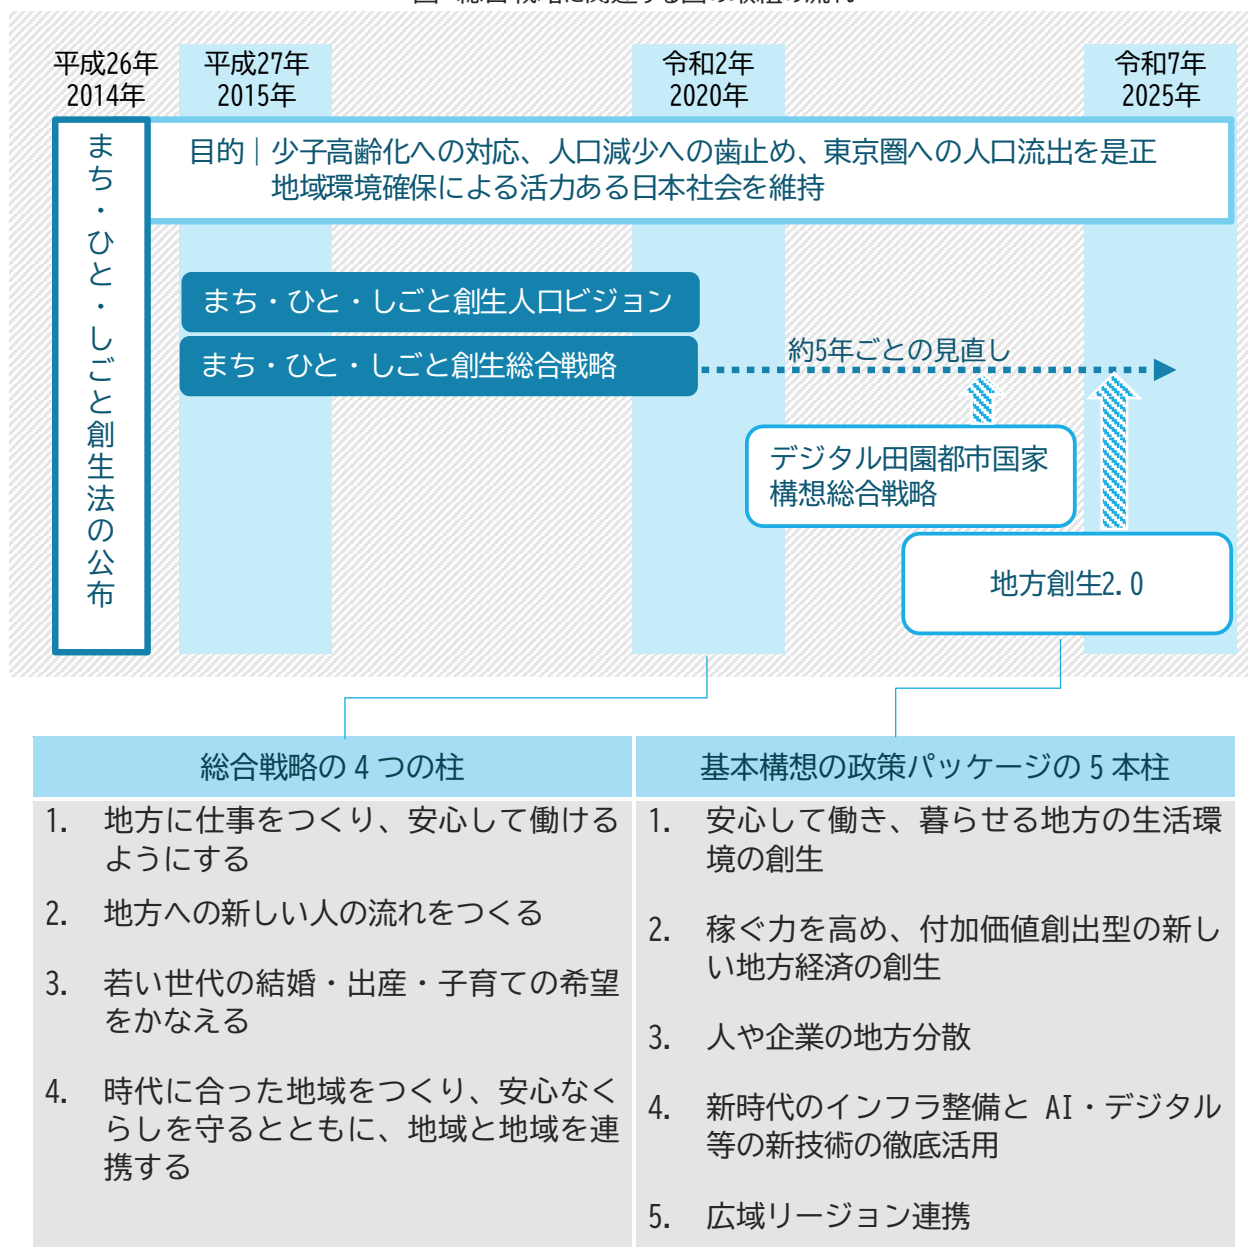 平成26年
2014年
平成27年
2015年
令和2年
2020年
令和7年
2025年
まち・ひと・しごと創生法の公布
目的｜少子高齢化への対応、人口減少への歯止め、東京圏への人口流出を是正
地域環境確保による活力ある日本社会を維持
まち・ひと・しごと創生人口ビジョン
まち・ひと・しごと創生総合戦略
約5年ごとの見直し
デジタル田園都市国家
構想総合戦略
地方創生2.0
総合戦略の4つの柱
1. 地方に仕事をつくり、安心して働ける
ようにする
2. 地方への新しい人の流れをつくる
3. 若い世代の結婚・出産・子育ての希望
をかなえる
4. 時代に合った地域をつくり、安心なく
らしを守るとともに、地域と地域を連
携する
基本構想の政策パッケージの5本柱
1. 安心して働き、暮らせる地方の生活環
境の創生
2. 稼ぐ力を高め、付加価値創出型の新し
い地方経済の創生
3. 人や企業の地方分散
4. 新時代のインフラ整備と AI・デジタル
等の新技術の徹底活用
5. 広域リージョン連携